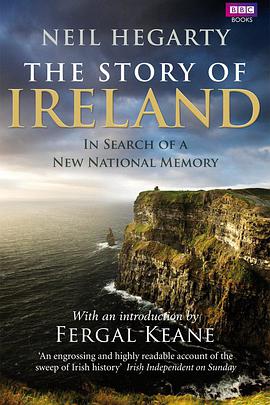 BBC
BOOKS
NEIL HEGARTY
THE STORY OF
IRELAND
IN SEARCH OF A
NEW NATIONAL MEMORY
With an introduction by
FERGAL KEANE
'An engrossing and highly readable account of the
sweep of Irish history' Irish Independent on Sunday